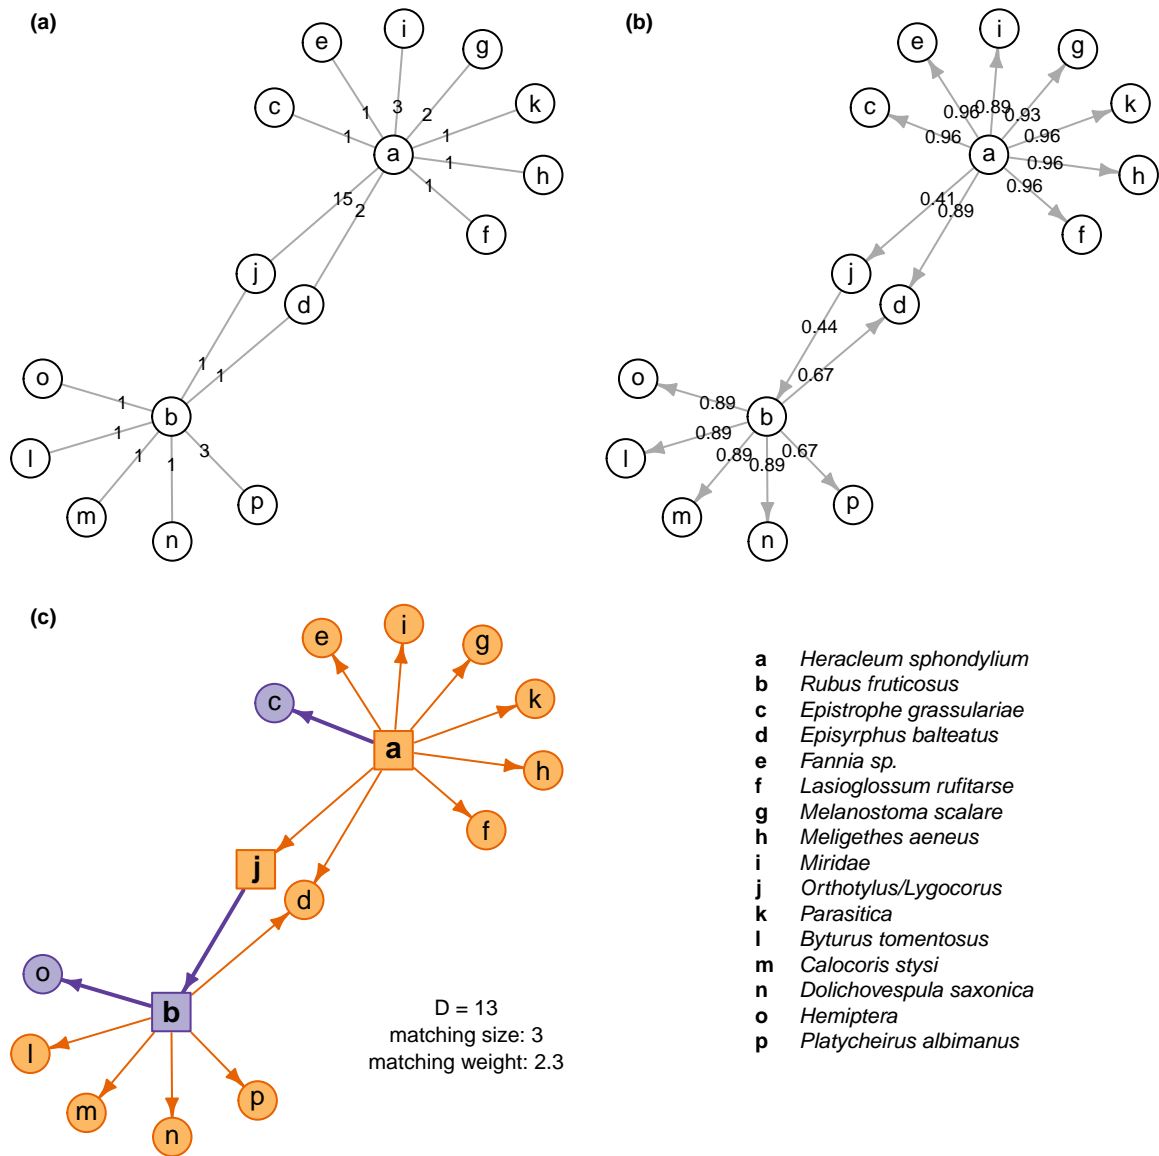 (a)
i
e
g
c
k
1
3
2
1
1
a
1
h
1
15
2
f
j
d
1
1
o
1
b
1
l
1
1
3
m
p
n
(b)
i
e
g
c
k
0.96
0.89
0.93
0.96
0.96
a
0.96
h
0.96
0.41
0.89
f
j
d
0.44
0.67
o
0.89
b
0.89
0.67
l
0.89
0.89
m
p
n
(c)
i
e
g
c
k
a
h
f
j
d
o
b
l
p
m
n
D = 13
matching size: 3
matching weight: 2.3
a Heracleum sphondylium
b Rubus fruticosus
c Epistrophe grassulariae
d Episyrphus balteatus
e Fannia sp.
f Lasioglossum rufitarse
g Melanostoma scalare
h Meligethes aeneus
i Miridae
j Orthotylus/Lygocorus
k Parasitica
l Byturus tomentosus
m Calocoris stysi
n Dolichovespula saxonica
o Hemiptera
p Platycheirus albimanus